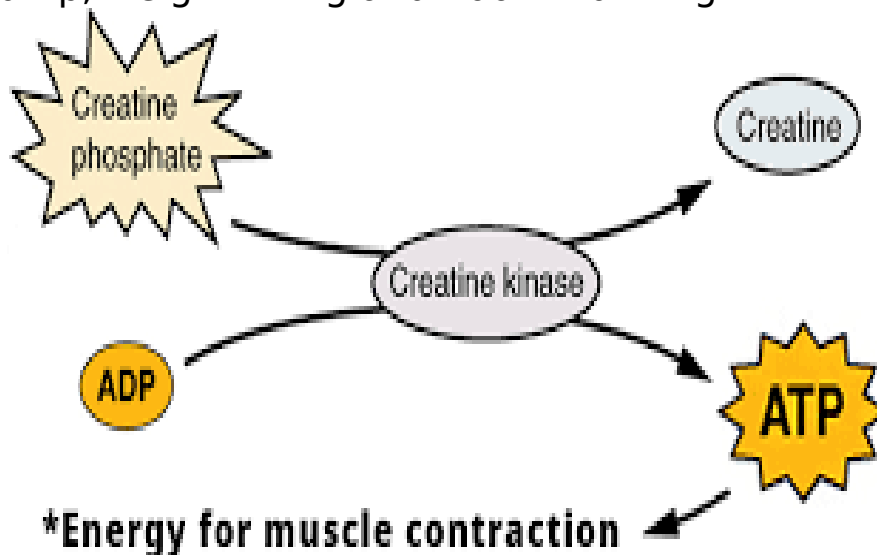 Creatine
phosphate
Creatine
Creatine kinase
ADP
ATP
*Energy for muscle contraction